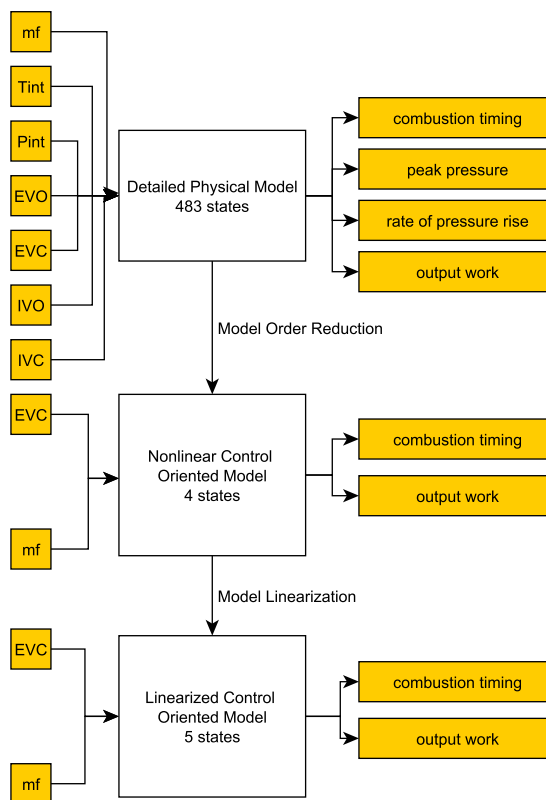 mf
Tint
Pint
EVO
EVC
IVO
IVC
Detailed Physical Model
483 states
combustion timing
peak pressure
rate of pressure rise
output work
Model Order Reduction
EVC
mf
Nonlinear Control
Oriented Model
4 states
combustion timing
output work
Model Linearization
EVC
mf
Linearized Control
Oriented Model
5 states
combustion timing
output work